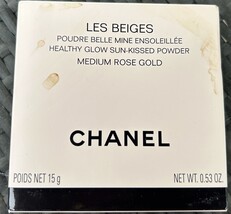 LES BEIGES
POUDRE BELLE MINE ENSOLEILLÉE
HEALTHY GLOW SUN-KISSED POWDER
MEDIUM ROSE GOLD
CHANEL
POIDS NET 15 g NET WT. 0.53 OZ.